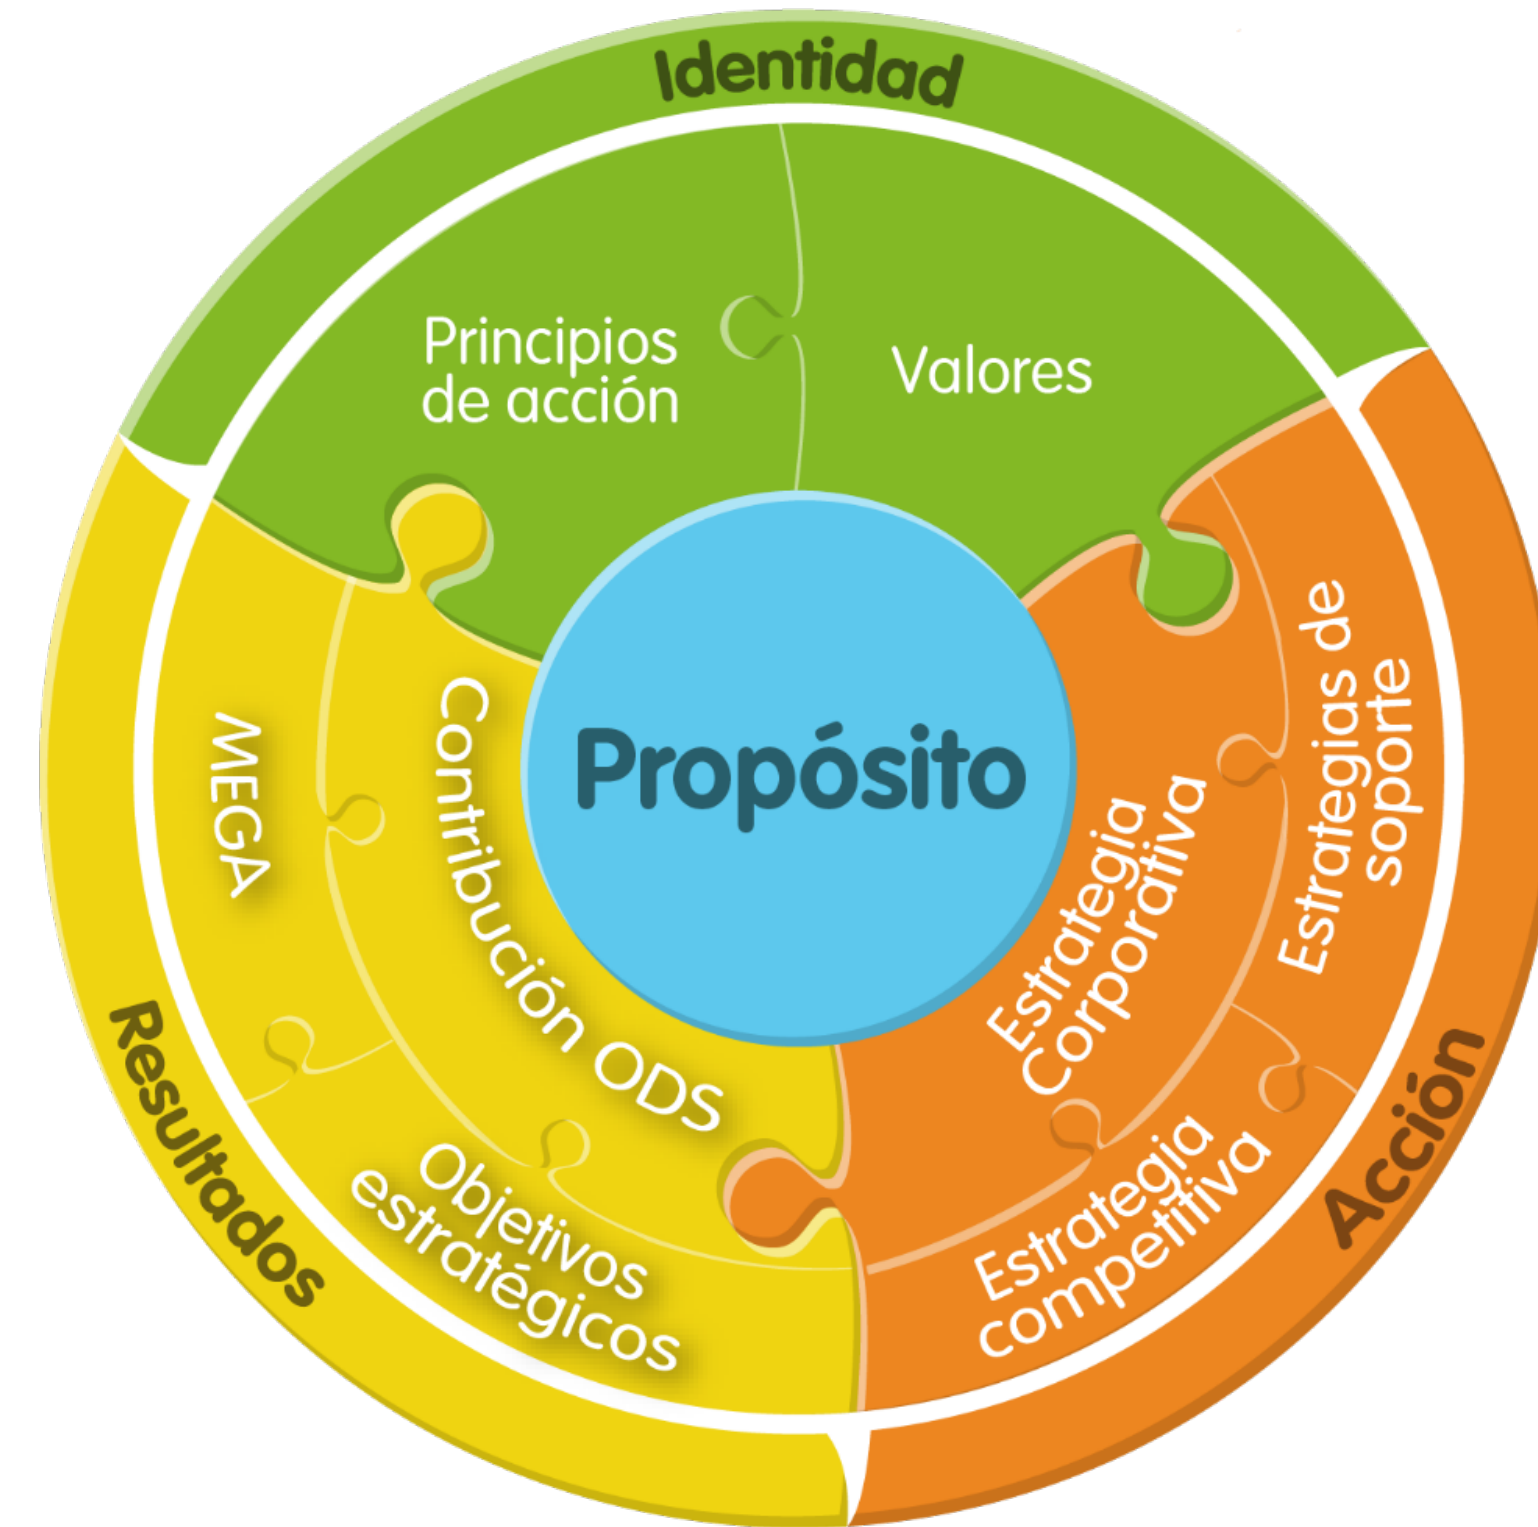 Identidad
Principios
de acción
Valores
Propósito
MEGA
Contribución ODS
Objetivos
estratégicos
Resultados
Estrategia
Corporativa
Estrategias de
soporte
Estrategia
competitiva
Acción